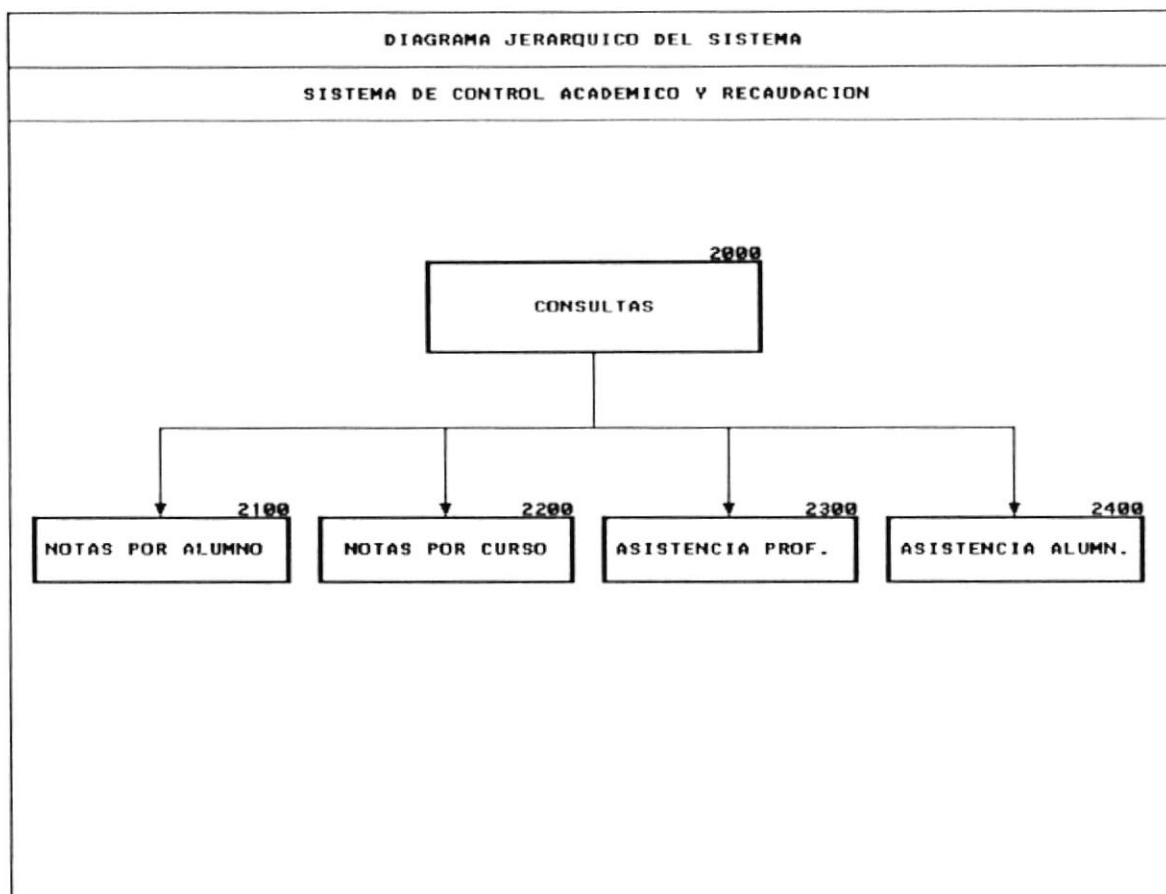 DIAGRAMA JERARQUICO DEL SISTEMA
SISTEMA DE CONTROL ACADEMICO Y RECAUDACION
2000
CONSULTAS
2100
NOTAS POR ALUMNO
2200
NOTAS POR CURSO
2300
ASISTENCIA PROF.
2400
ASISTENCIA ALUMN.